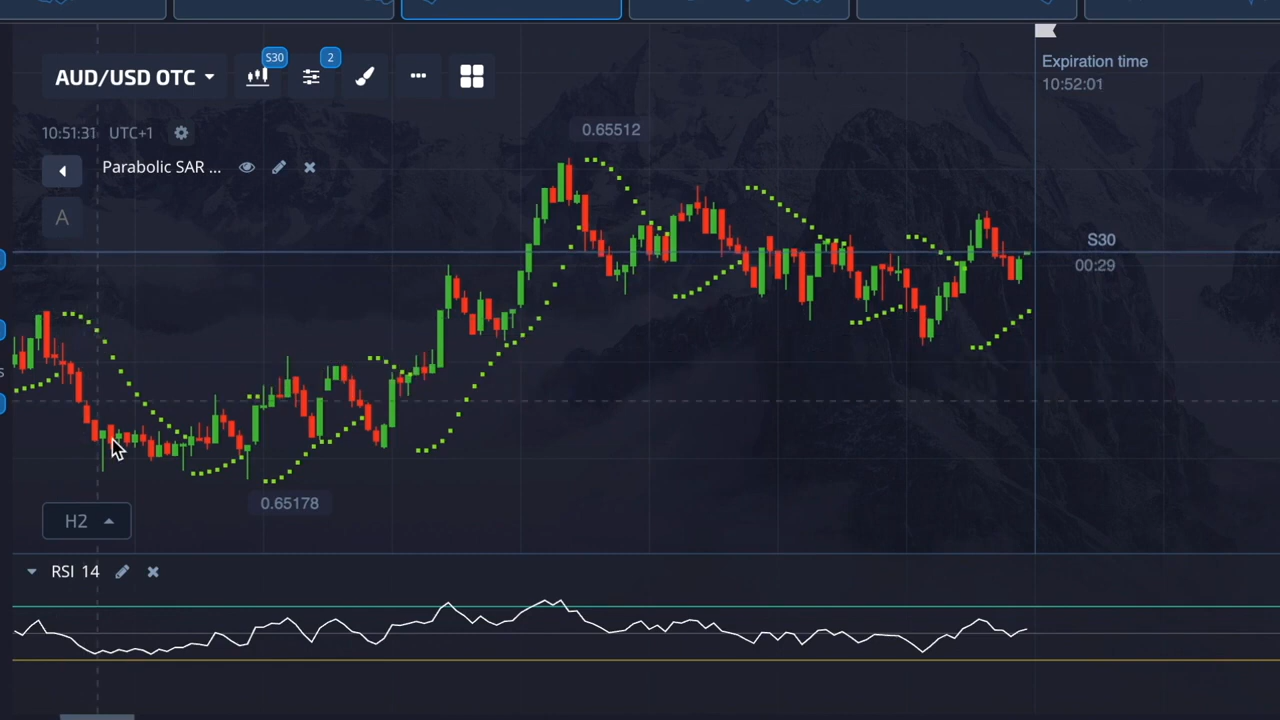 S30
2
AUD/USD OTC
Expiration time
10:52:01
10:51:31 UTC+1
0.65512
Parabolic SAR ...
A
S30
00:29
s
0.65178
H2
RSI 14